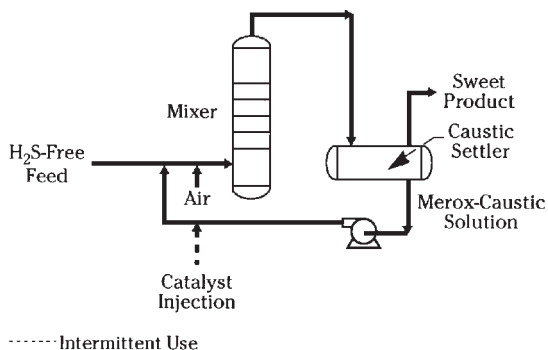 Sweet
Product
Mixer
Caustic
Settler
H₂S-Free
Feed
Air
Merox-Caustic
Solution
Catalyst
Injection
Intermittent Use